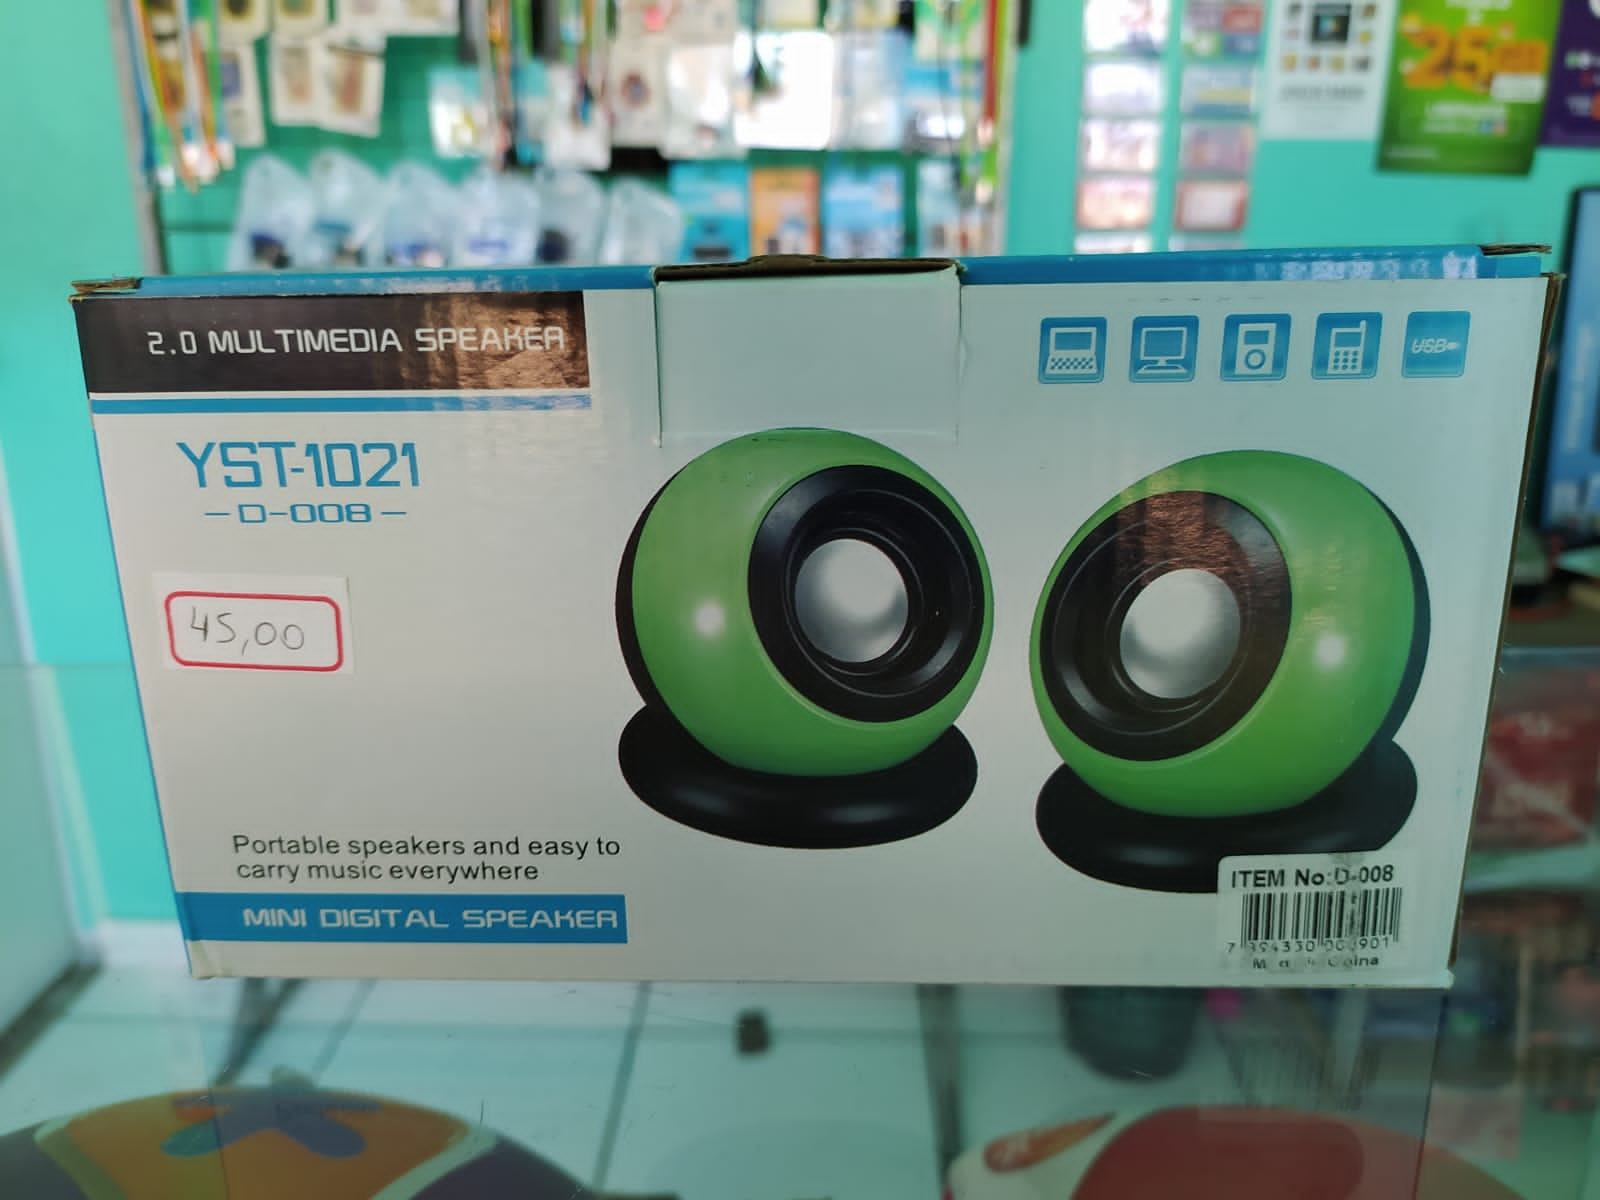 2.0 MULTIMEDIA SPEAKER
USB
YST-1021
-D-008-
45,00
Portable speakers and easy to
carry music everywhere
MINI DIGITAL SPEAKER
ITEM No:D-008
25